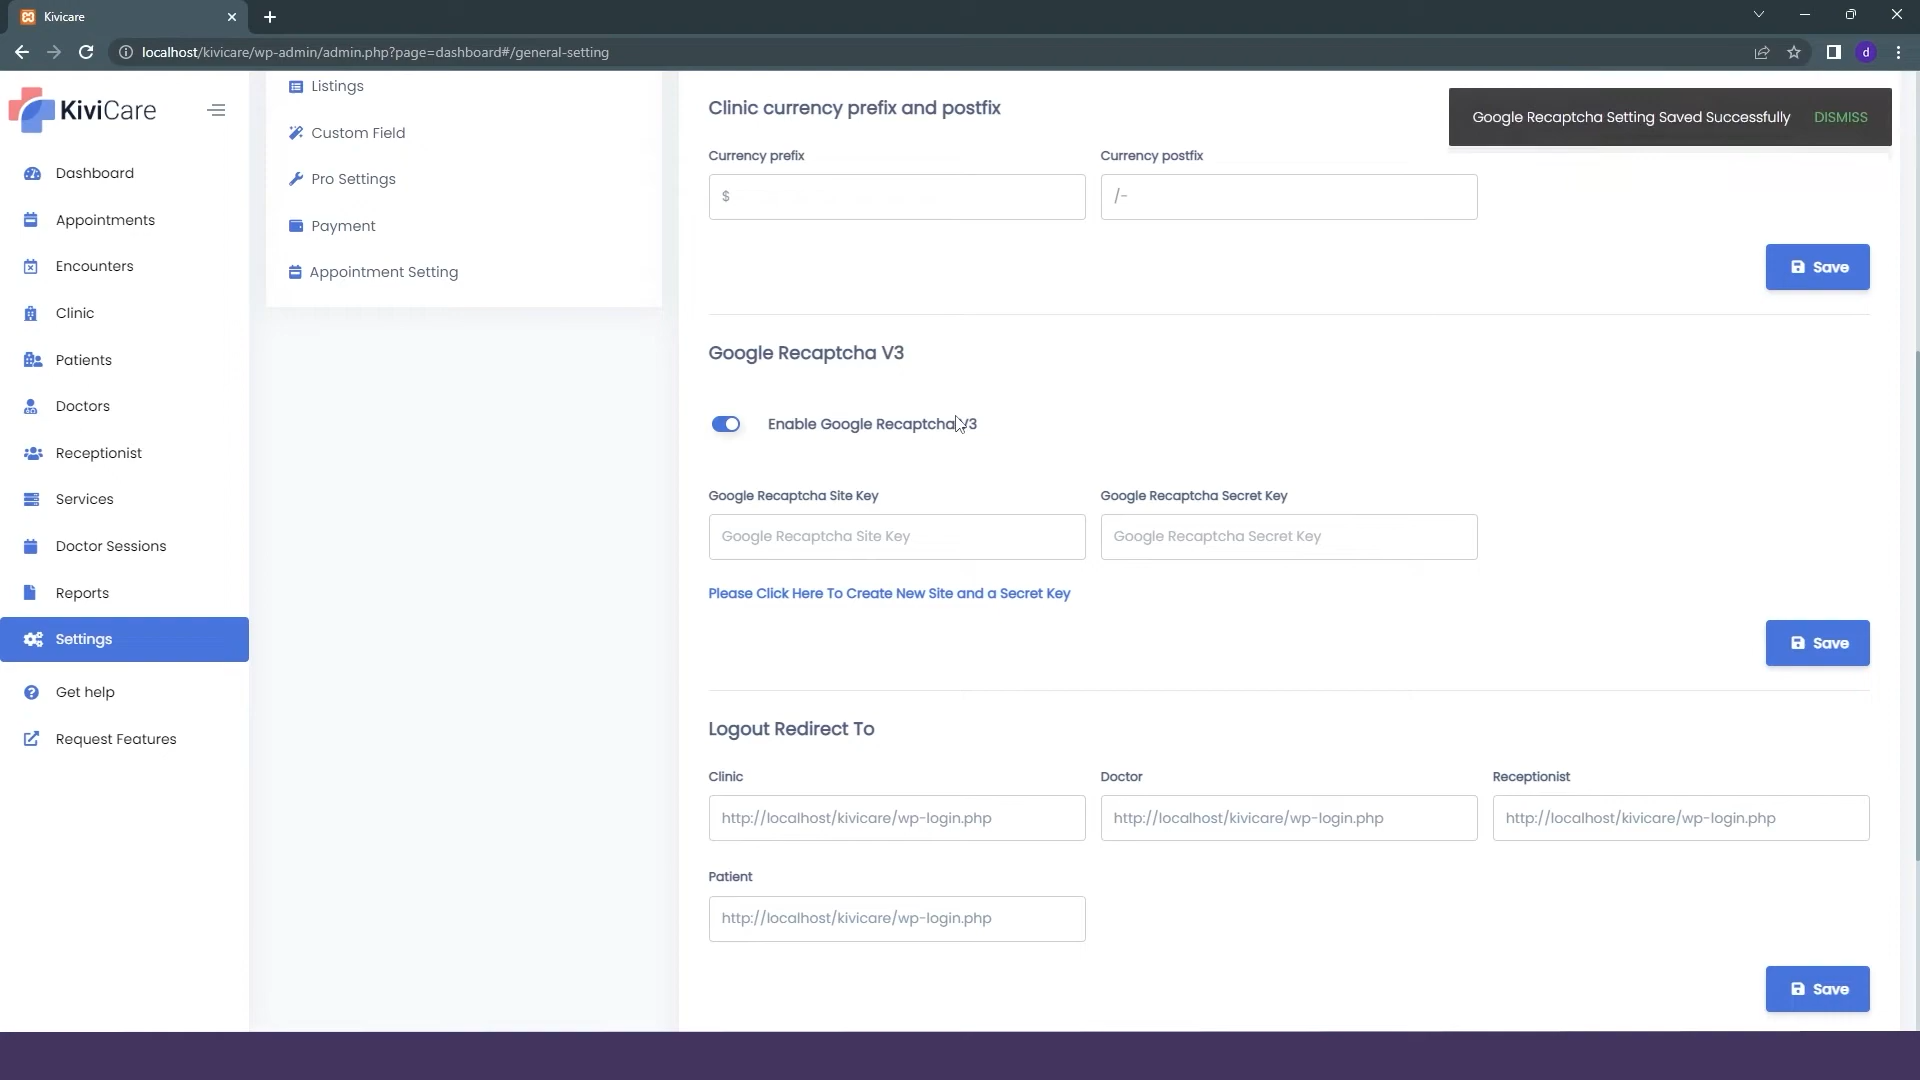 Kivicare
localhost/kivicare/wp-admin/admin.php?page=dashboard#/general-setting
d
KiviCare
Dashboard
Appointments
Encounters
Clinic
Patients
Doctors
Receptionist
Services
Doctor Sessions
Reports
Settings
Get help
Request Features
Listings
Custom Field
Pro Settings
Payment
Appointment Setting
Google Recaptcha Setting Saved Successfully DISMISS
Clinic currency prefix and postfix
Currency prefix Currency postfix
$ /-
Save
Google Recaptcha V3
Enable Google Recaptcha V3
Google Recaptcha Site Key Google Recaptcha Secret Key
Google Recaptcha Site Key Google Recaptcha Secret Key
Please Click Here To Create New Site and a Secret Key
Save
Logout Redirect To
Clinic Doctor Receptionist
http://localhost/kivicare/wp-login.php http://localhost/kivicare/wp-login.php http://localhost/kivicare/wp-login.php
Patient
http://localhost/kivicare/wp-login.php
Save